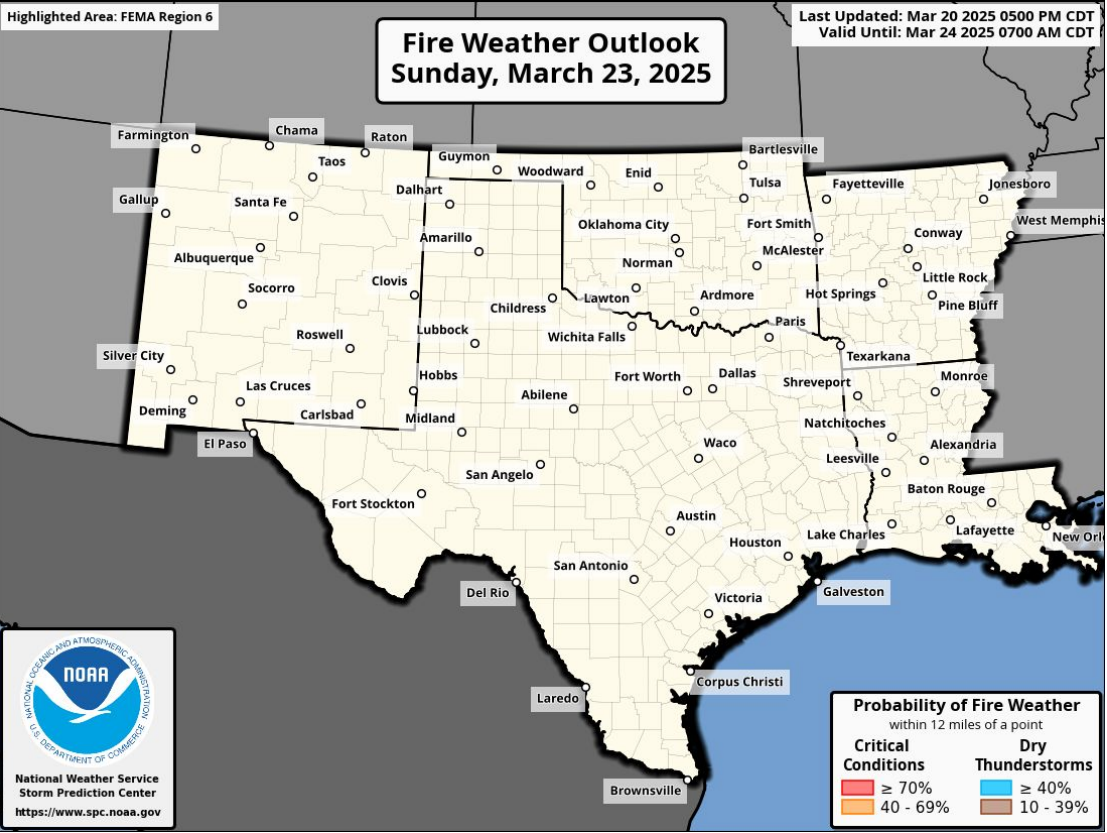 Highlighted Area: FEMA Region 6
Last Updated: Mar 20 2025 0500 PM CDT
Valid Until: Mar 24 2025 0700 AM CDT
Fire Weather Outlook
Sunday, March 23, 2025
Farmington
Chama
Raton
Taos
Guymon
Woodward
Enid
Bartlesville
Tulsa
Fayetteville
Jonesboro
Gallup
Santa Fe
Dalhart
West Memphis
Albuquerque
Amarillo
Oklahoma City
Fort Smith
Conway
Norman
McAlester
Little Rock
Socorro
Clovis
Childress
Lawton
Ardmore
Hot Springs
Pine Bluff
Roswell
Lubbock
Wichita Falls
Paris
Texarkana
Silver City
Las Cruces
Hobbs
Abilene
Fort Worth
Dallas
Shreveport
Monroe
Deming
Carlsbad
Midland
Natchitoches
El Paso
San Angelo
Waco
Leesville
Alexandria
Fort Stockton
Austin
Baton Rouge
Houston
Lake Charles
Lafayette
New Orl
Del Rio
San Antonio
Victoria
Galveston
Laredo
Corpus Christi
Brownsville
NATIONAL OCEANIC AND ATMOSPHERIC ADMINISTRATION
NOAA
U.S. DEPARTMENT OF COMMERCE
National Weather Service
Storm Prediction Center
https://www.spc.noaa.gov
Probability of Fire Weather
within 12 miles of a point
Critical Conditions
≥ 70%
40 - 69%
Dry Thunderstorms
≥ 40%
10 - 39%